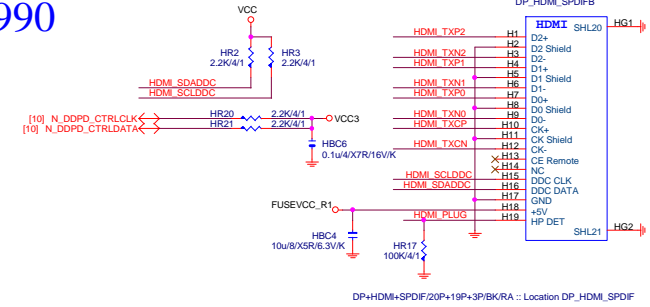 990
DP_HDMI_SPDIFB
VCC
HDMI
SHL20
HG1
HR2
2.2K/4/1
HR3
2.2K/4/1
HDMI_SDADDC
HDMI_SCLDDC
[10] N_DDPD_CTRLCLK
HR20
2.2K/4/1
[10] N_DDPD_CTRLDATA
HR21
2.2K/4/1
VCC3
HBC6
0.1u/4/X7R/16V/K
HDMI_TXP2
H1
D2+
H2
D2 Shield
HDMI_TXN2
H3
D2-
HDMI_TXP1
H4
D1+
H5
D1 Shield
HDMI_TXN1
H6
D1-
HDMI_TXP0
H7
D0+
H8
D0 Shield
HDMI_TXN0
H9
D0-
HDMI_TXCP
H10
CK+
H11
CK Shield
HDMI_TXCN
H12
CK-
H13
CE Remote
H14
NC
HDMI_SCLDDC
H15
DDC CLK
HDMI_SDADDC
H16
DDC DATA
H17
GND
FUSEVCC_R1
H18
+5V
HDMI_PLUG
H19
HP DET
SHL21
HG2
HBC4
10u/8/X5R/6.3V/K
HR17
100K/4/1
DP+HDMI+SPDIF/20P+19P+3P/BK/RA :: Location DP_HDMI_SPDIF